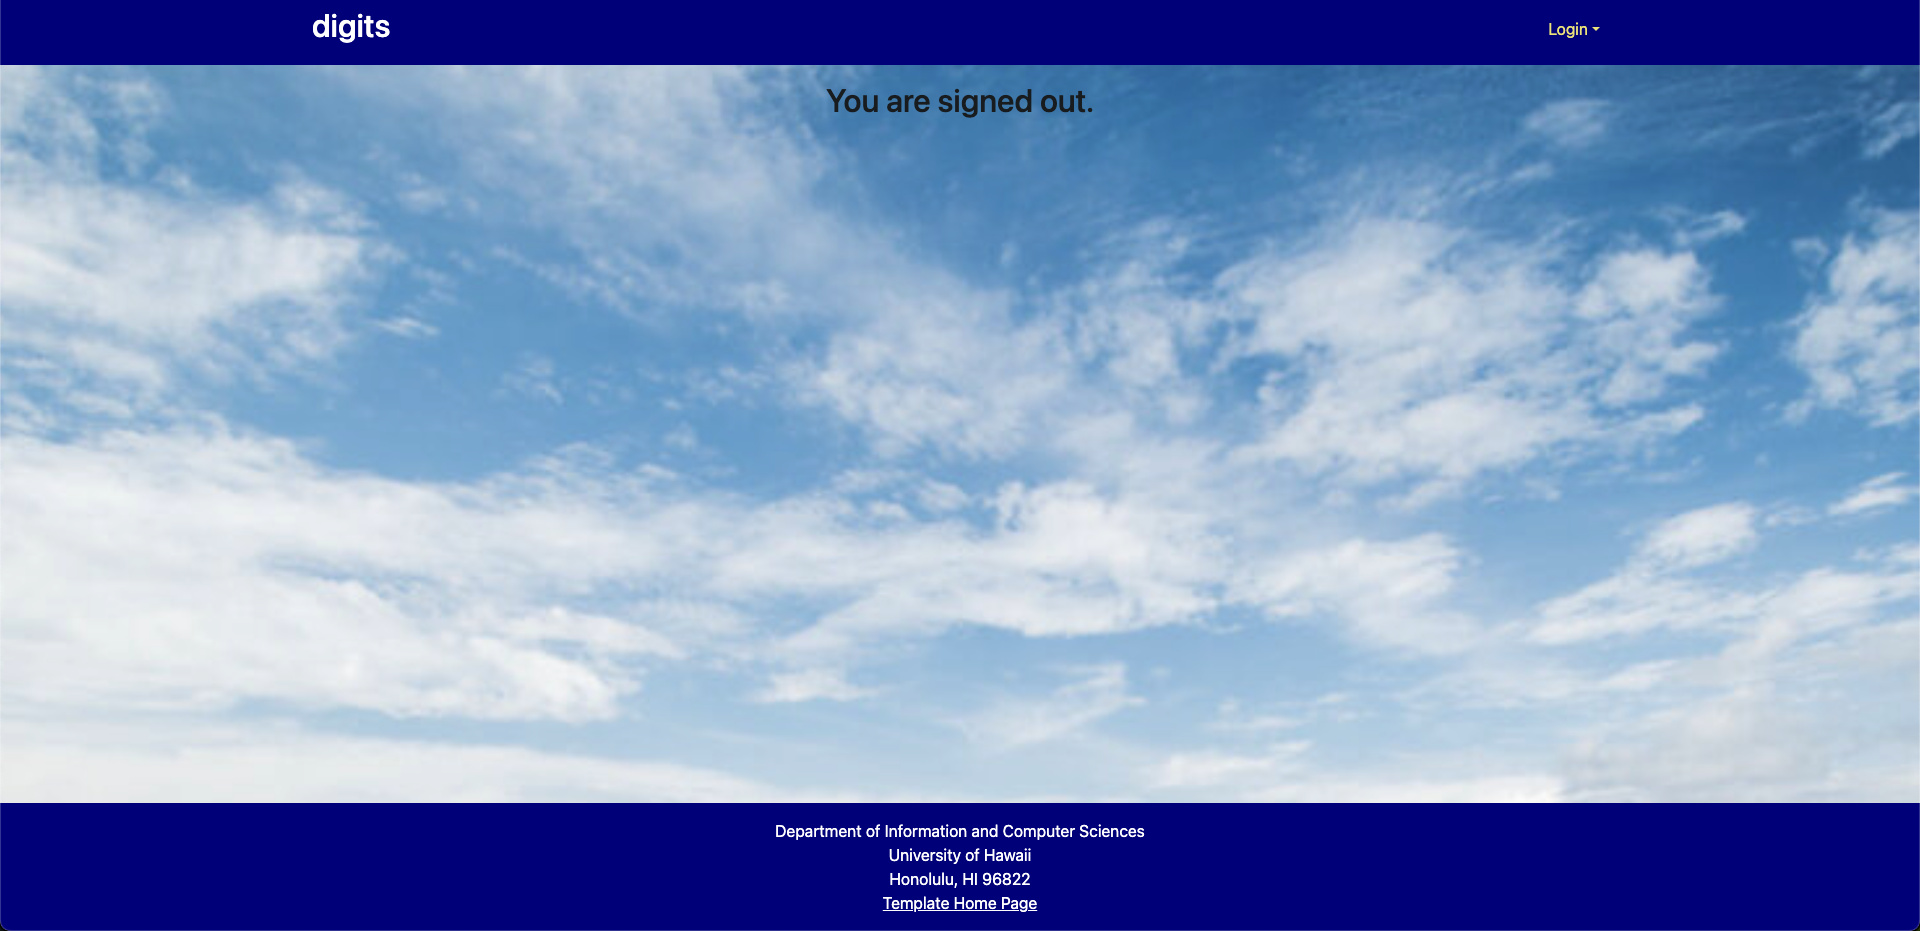 digits
Login
You are signed out.
Department of Information and Computer Sciences
University of Hawaii
Honolulu, HI 96822
Template Home Page